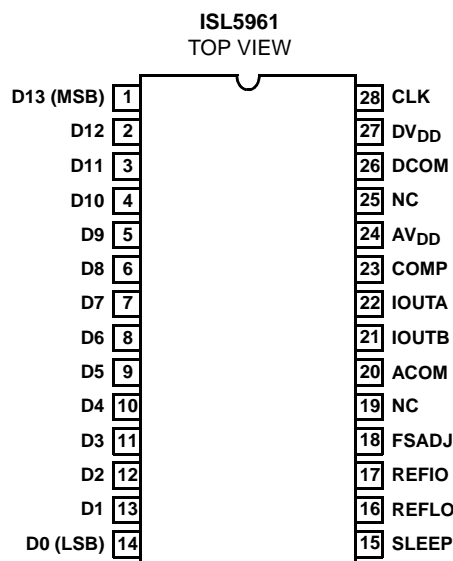 ISL5961
TOP VIEW
D13 (MSB) 1 28 CLK
D12 2 27 DVDD
D11 3 26 DCOM
D10 4 25 NC
D9 5 24 AVDD
D8 6 23 COMP
D7 7 22 IOUTA
D6 8 21 IOUTB
D5 9 20 ACOM
D4 10 19 NC
D3 11 18 FSADJ
D2 12 17 REFIO
D1 13 16 REFLO
D0 (LSB) 14 15 SLEEP